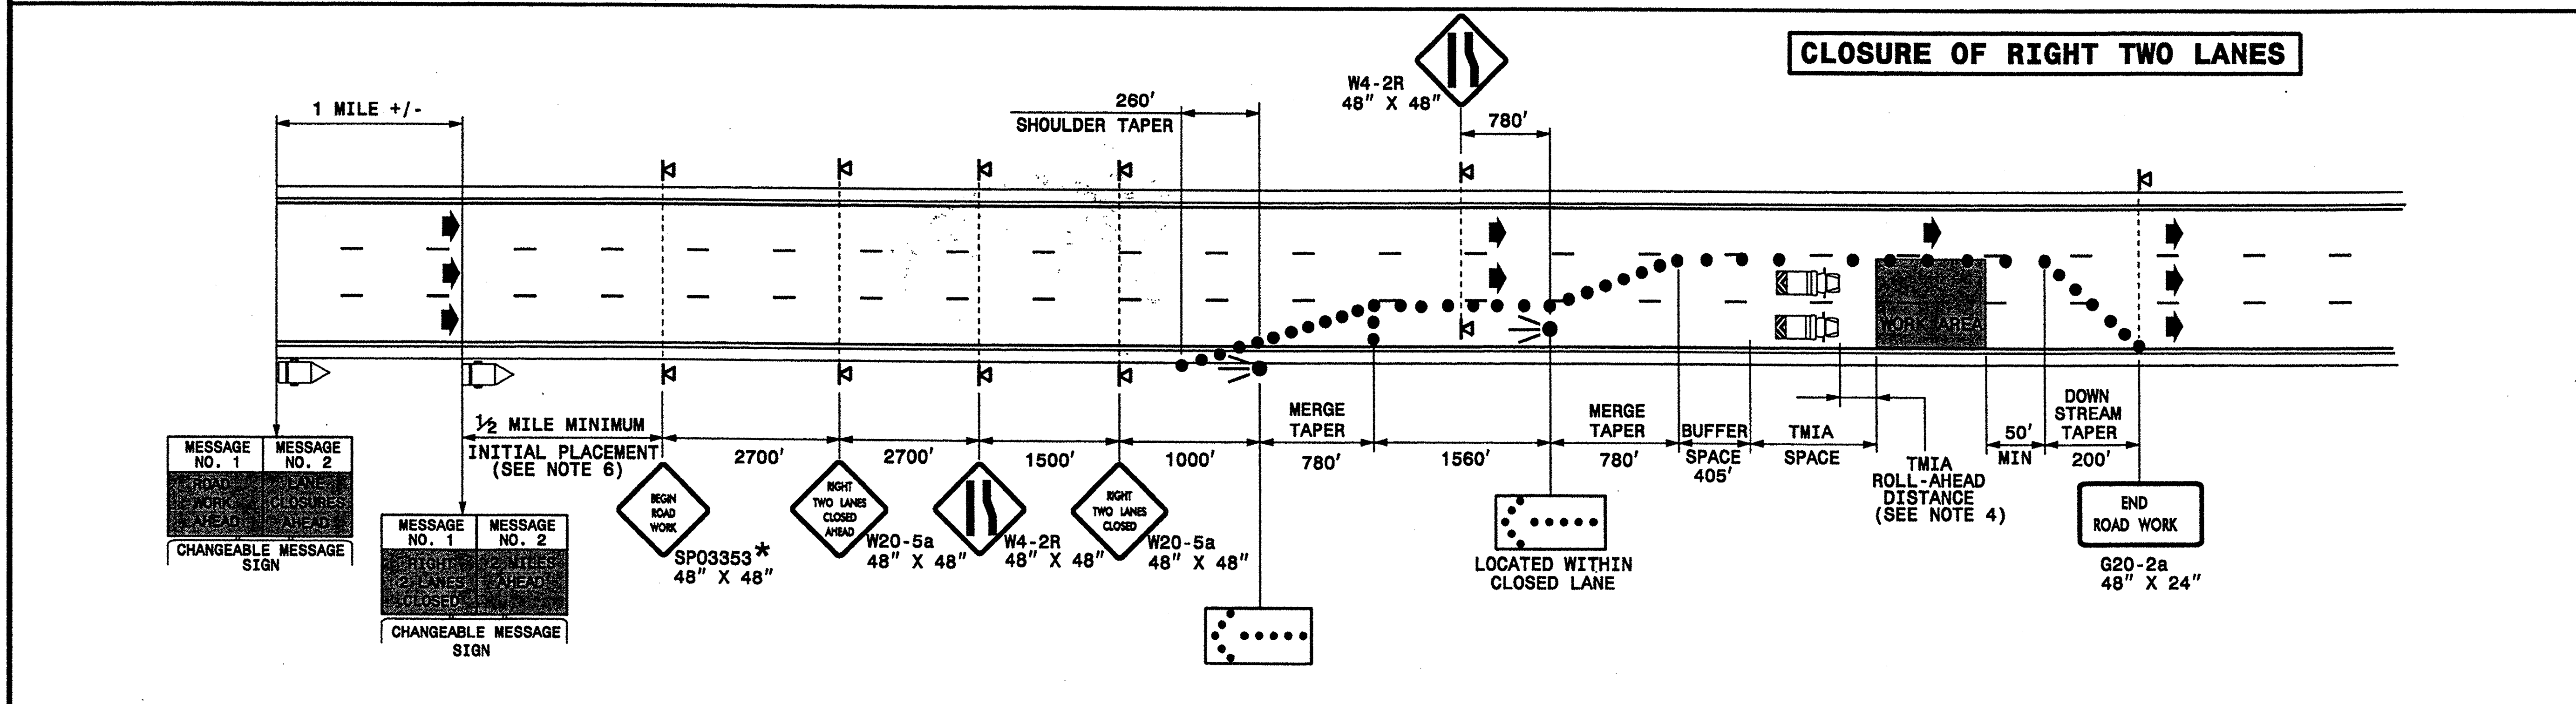 CLOSURE OF RIGHT TWO LANES
W4-2R
48" X 48"
1 MILE +/-
260'
SHOULDER TAPER
780'
WORK AREA
½ MILE MINIMUM
INITIAL PLACEMENT
(SEE NOTE 6)
2700'
2700'
1500'
1000'
MERGE
TAPER
780'
1560'
MERGE
TAPER
780'
BUFFER
SPACE
405'
TMIA
SPACE
TMIA
ROLL-AHEAD
DISTANCE
(SEE NOTE 4)
50'
MIN
DOWN
STREAM
TAPER
200'
MESSAGE
NO. 1
MESSAGE
NO. 2
ROAD
WORK
AHEAD
LANE
CLOSURES
AHEAD
CHANGEABLE MESSAGE
SIGN
MESSAGE
NO. 1
MESSAGE
NO. 2
RIGHT
2 LANES
CLOSED
2 MILES
AHEAD
CHANGEABLE MESSAGE
SIGN
BEGIN
ROAD
WORK
SP03353*
48" X 48"
RIGHT
TWO LANES
CLOSED
AHEAD
W20-5a
48" X 48"
W4-2R
48" X 48"
RIGHT
TWO LANES
CLOSED
W20-5a
48" X 48"
LOCATED WITHIN
CLOSED LANE
END
ROAD WORK
G20-2a
48" X 24"